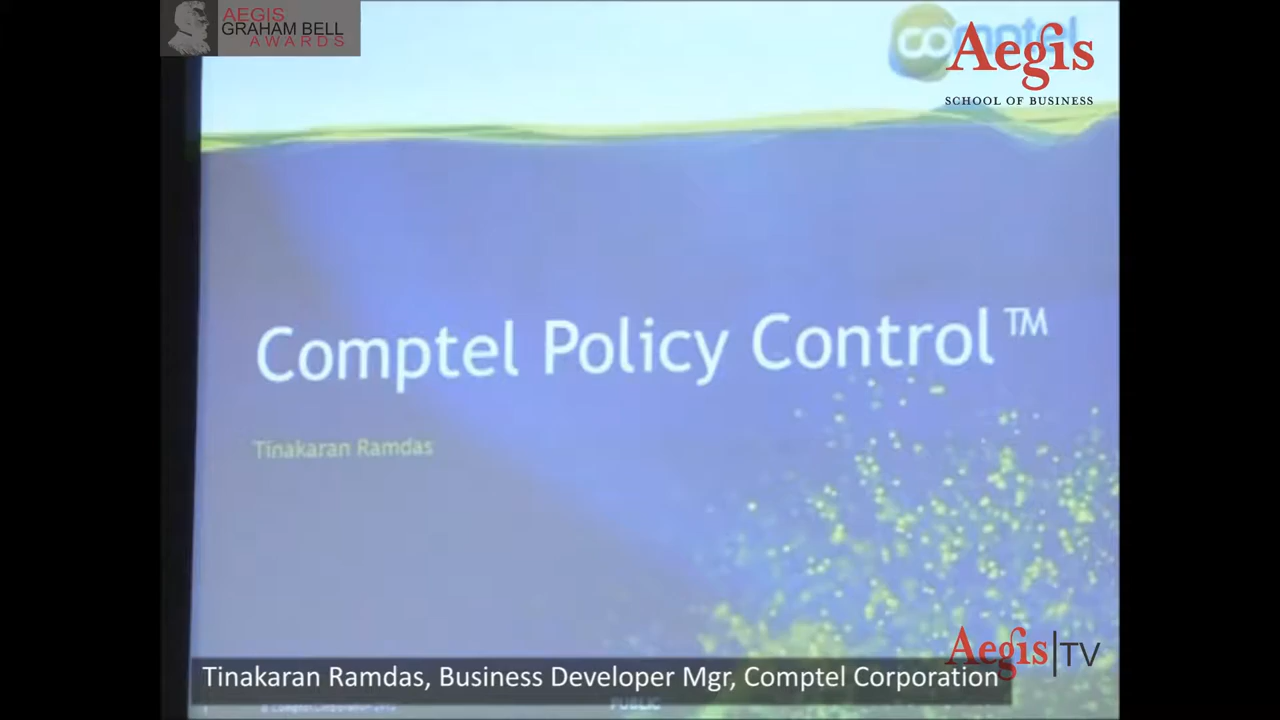 AEGIS
GRAHAM BELL
AWARDS
comptel
Aegis
SCHOOL OF BUSINESS
Comptel Policy Control™
Tinakaran Ramdas
Aegis|TV
Tinakaran Ramdas, Business Developer Mgr, Comptel Corporation
PUBLIC